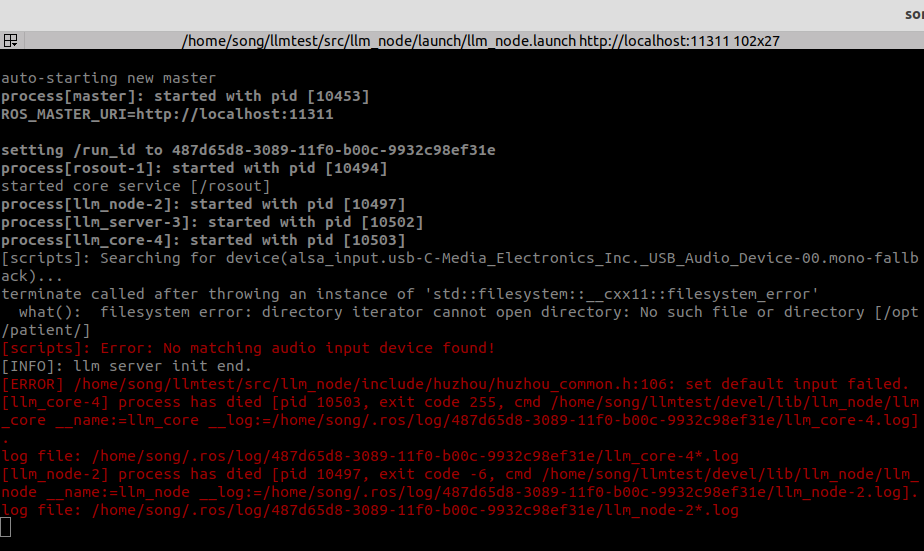 sor
/home/song/llmtest/src/llm_node/launch/llm_node.launch http://localhost:11311 102x27
auto-starting new master
process[master]: started with pid [10453]
ROS_MASTER_URI=http://localhost:11311
setting /run_id to 487d65d8-3089-11f0-b00c-9932c98ef31e
process[rosout-1]: started with pid [10494]
started core service [/rosout]
process[llm_node-2]: started with pid [10497]
process[llm_server-3]: started with pid [10502]
process[llm_core-4]: started with pid [10503]
[scripts]: Searching for device(alsa_input.usb-C-Media_Electronics_Inc._USB_Audio_Device-00.mono-fallb
ack)...
terminate called after throwing an instance of 'std::filesystem::__cxx11::filesystem_error'
  what():  filesystem error: directory iterator cannot open directory: No such file or directory [/opt
/patient/]
[scripts]: Error: No matching audio input device found!
[INFO]: llm server init end.
[ERROR] /home/song/llmtest/src/llm_node/include/huzhou/huzhou_common.h:106: set default input failed.
[llm_core-4] process has died [pid 10503, exit code 255, cmd /home/song/llmtest/devel/lib/llm_node/llm
_core __name:=llm_core __log:=/home/song/.ros/log/487d65d8-3089-11f0-b00c-9932c98ef31e/llm_core-4.log]
.
log file: /home/song/.ros/log/487d65d8-3089-11f0-b00c-9932c98ef31e/llm_core-4*.log
[llm_node-2] process has died [pid 10497, exit code -6, cmd /home/song/llmtest/devel/lib/llm_node/llm_
node __name:=llm_node __log:=/home/song/.ros/log/487d65d8-3089-11f0-b00c-9932c98ef31e/llm_node-2.log].
log file: /home/song/.ros/log/487d65d8-3089-11f0-b00c-9932c98ef31e/llm_node-2*.log